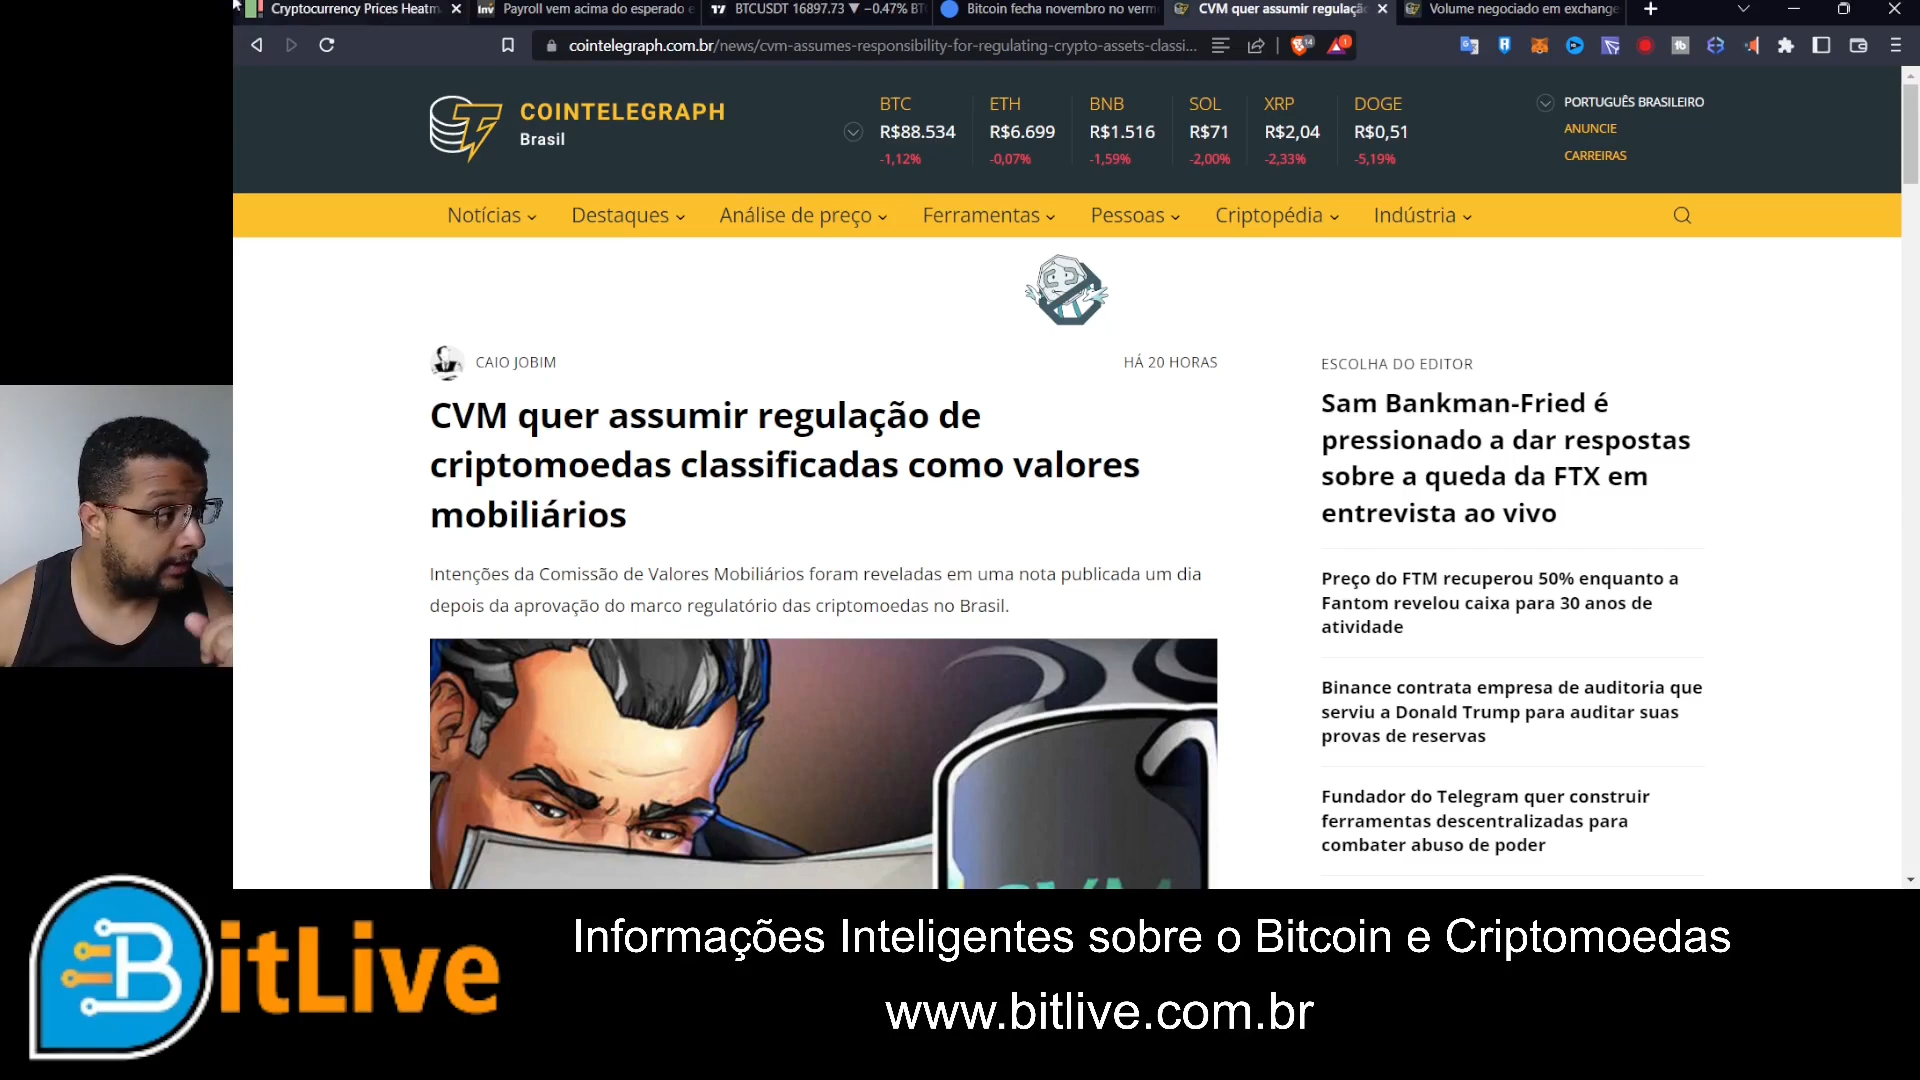 Cryptocurrency Prices Heatm
Payroll vem acima do esperado e
BTCUSDT 16897.73 ▼ −0.47% BT
Bitcoin fecha novembro no verm
CVM quer assumir regulaçã
Volume negociado em exchange
cointelegraph.com.br/news/cvm-assumes-responsibility-for-regulating-crypto-assets-classi...
COINTELEGRAPH
Brasil
BTC
R$88.534
-1,12%
ETH
R$6.699
-0,07%
BNB
R$1.516
-1,59%
SOL
R$71
-2,00%
XRP
R$2,04
-2,33%
DOGE
R$0,51
-5,19%
PORTUGUÊS BRASILEIRO
ANUNCIE
CARREIRAS
Notícias
Destaques
Análise de preço
Ferramentas
Pessoas
Criptopédia
Indústria
CAIO JOBIM
HÁ 20 HORAS
CVM quer assumir regulação de
criptomoedas classificadas como valores
mobiliários
Intenções da Comissão de Valores Mobiliários foram reveladas em uma nota publicada um dia
depois da aprovação do marco regulatório das criptomoedas no Brasil.
CVM
ESCOLHA DO EDITOR
Sam Bankman-Fried é
pressionado a dar respostas
sobre a queda da FTX em
entrevista ao vivo
Preço do FTM recuperou 50% enquanto a
Fantom revelou caixa para 30 anos de
atividade
Binance contrata empresa de auditoria que
serviu a Donald Trump para auditar suas
provas de reservas
Fundador do Telegram quer construir
ferramentas descentralizadas para
combater abuso de poder
BitLive
Informações Inteligentes sobre o Bitcoin e Criptomoedas
www.bitlive.com.br